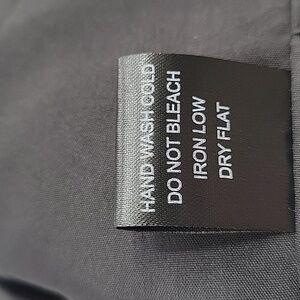 HAND WASH COLD
DO NOT BLEACH
IRON LOW
DRY FLAT